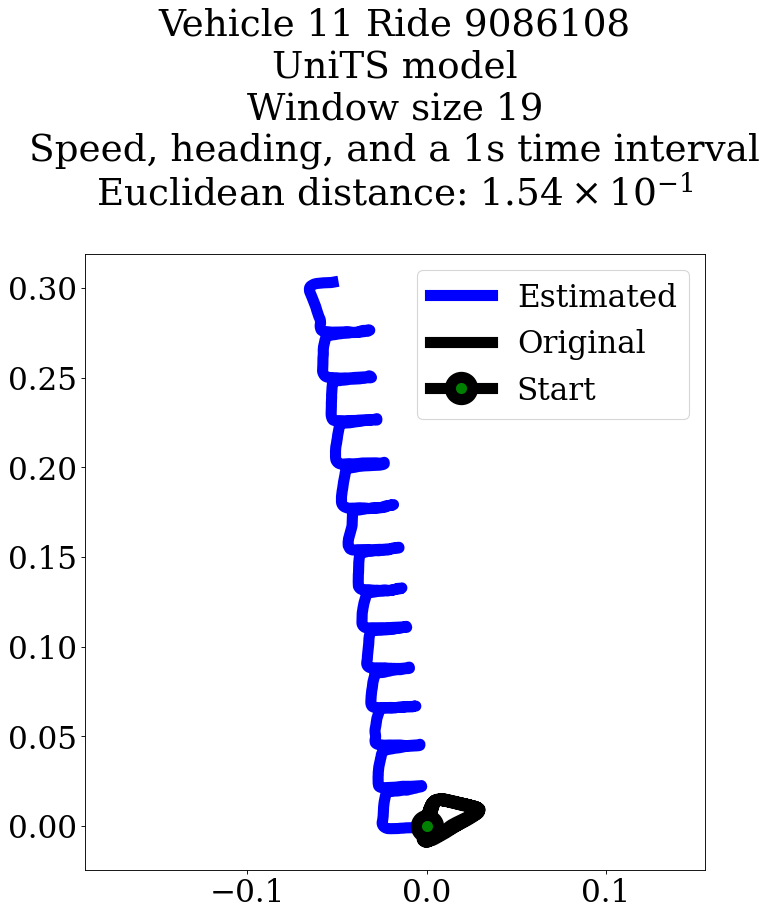 Vehicle 11 Ride 9086108
UniTS model
Window size 19
Speed, heading, and a 1s time interval
Euclidean distance: 1.54 × 10⁻¹
Estimated
Original
Start
0.30
0.25
0.20
0.15
0.10
0.05
0.00
−0.1
0.0
0.1